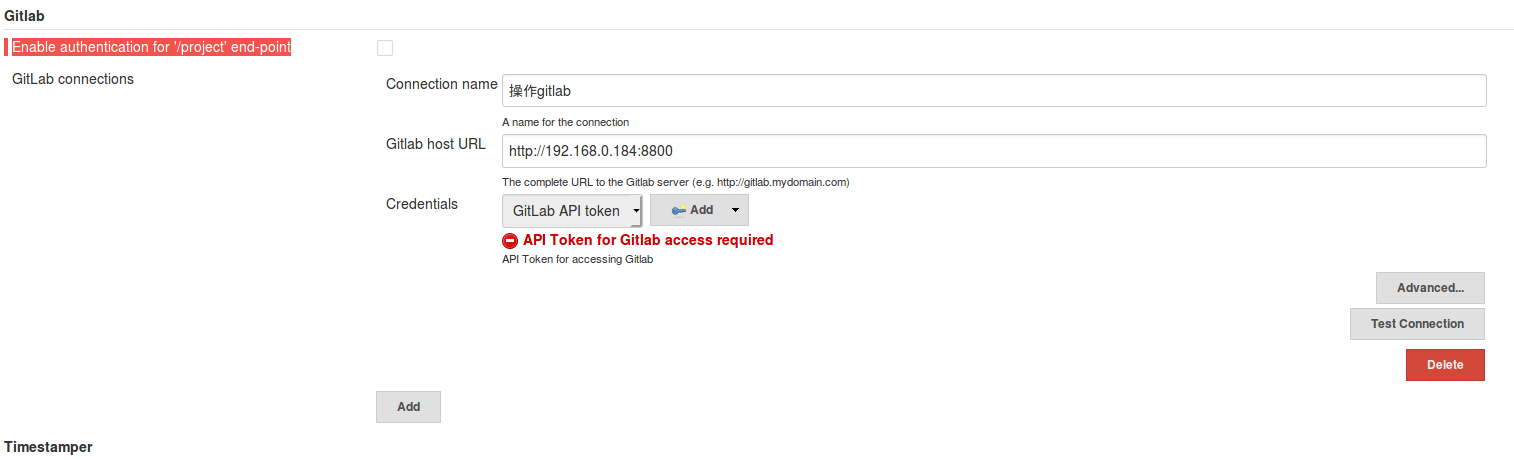 Gitlab
Enable authentication for '/project' end-point
GitLab connections
Connection name
操作gitlab
A name for the connection
Gitlab host URL
http://192.168.0.184:8800
The complete URL to the Gitlab server (e.g. http://gitlab.mydomain.com)
Credentials
GitLab API token
Add
API Token for Gitlab access required
API Token for accessing Gitlab
Advanced...
Test Connection
Delete
Add
Timestamper